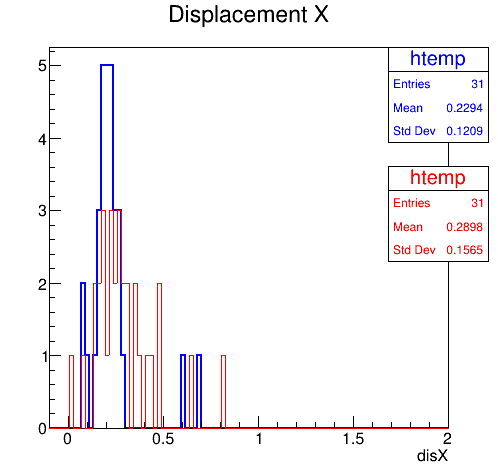 Displacement X
htemp
Entries 31
Mean 0.2294
Std Dev 0.1209
htemp
Entries 31
Mean 0.2898
Std Dev 0.1565
5
4
3
2
1
0
0 0.5 1 1.5 2
disX